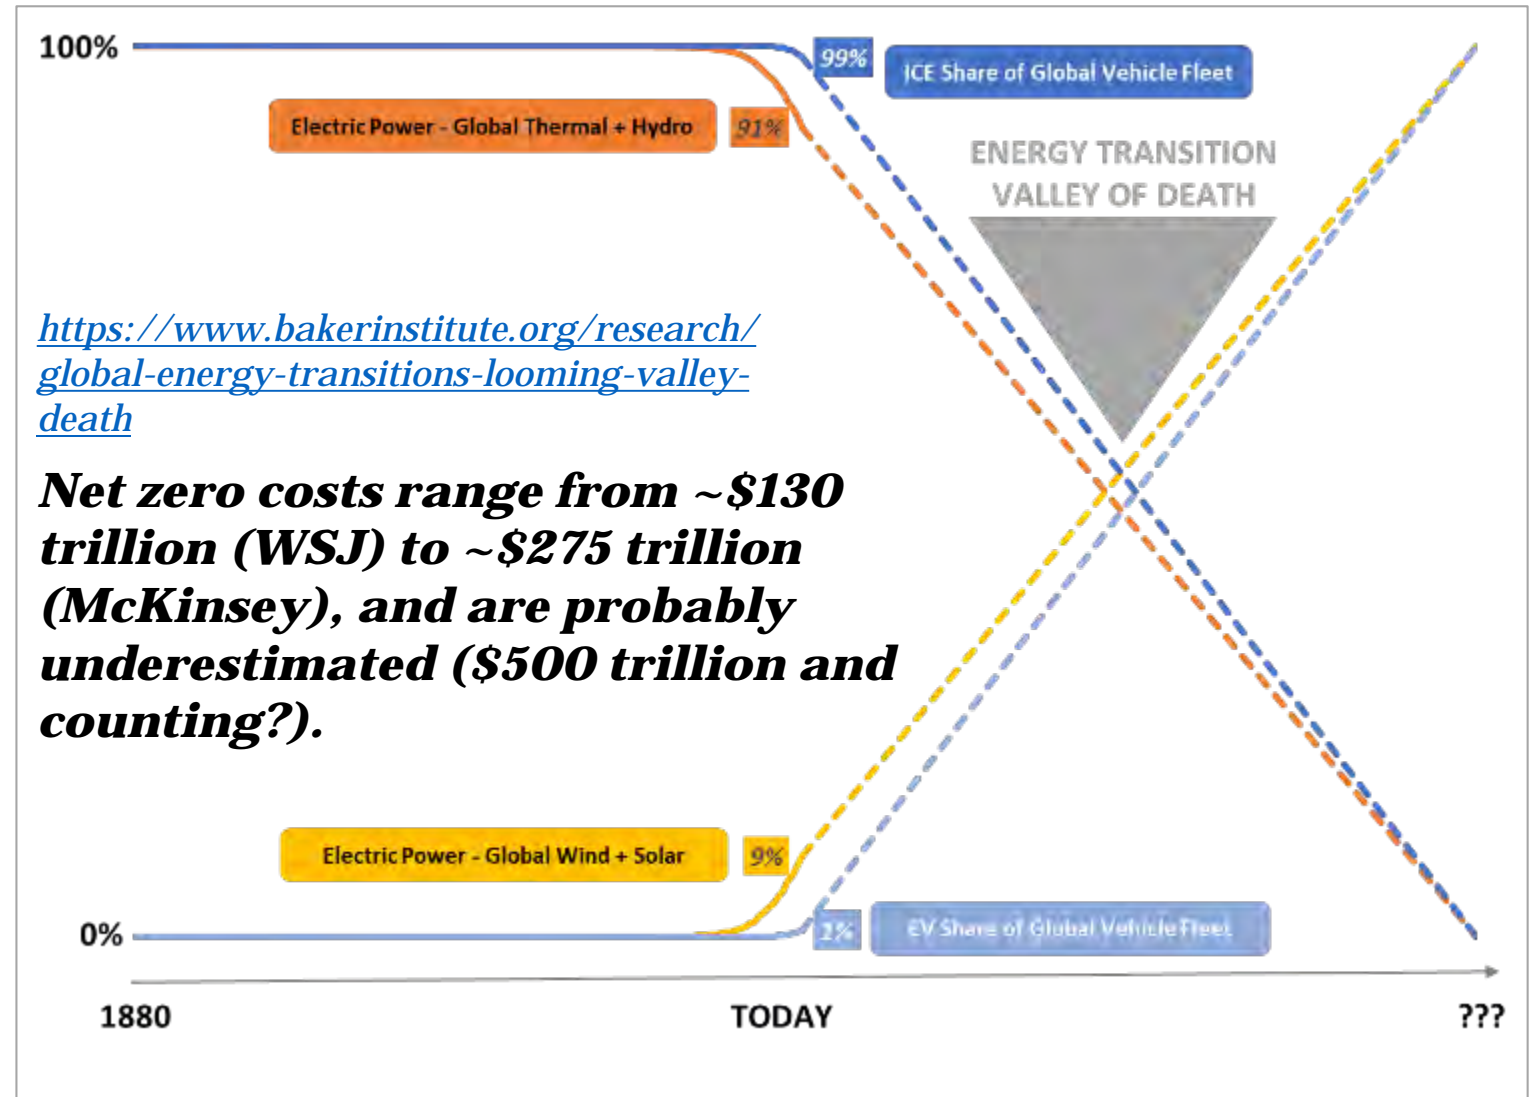 100%
99%
ICE Share of Global Vehicle Fleet
Electric Power - Global Thermal + Hydro
91%
ENERGY TRANSITION
VALLEY OF DEATH
https://www.bakerinstitute.org/research/
global-energy-transitions-looming-valley-
death
Net zero costs range from ~$130
trillion (WSJ) to ~$275 trillion
(McKinsey), and are probably
underestimated ($500 trillion and
counting?).
Electric Power - Global Wind + Solar
9%
0%
1%
EV Share of Global Vehicle Fleet
1880
TODAY
???